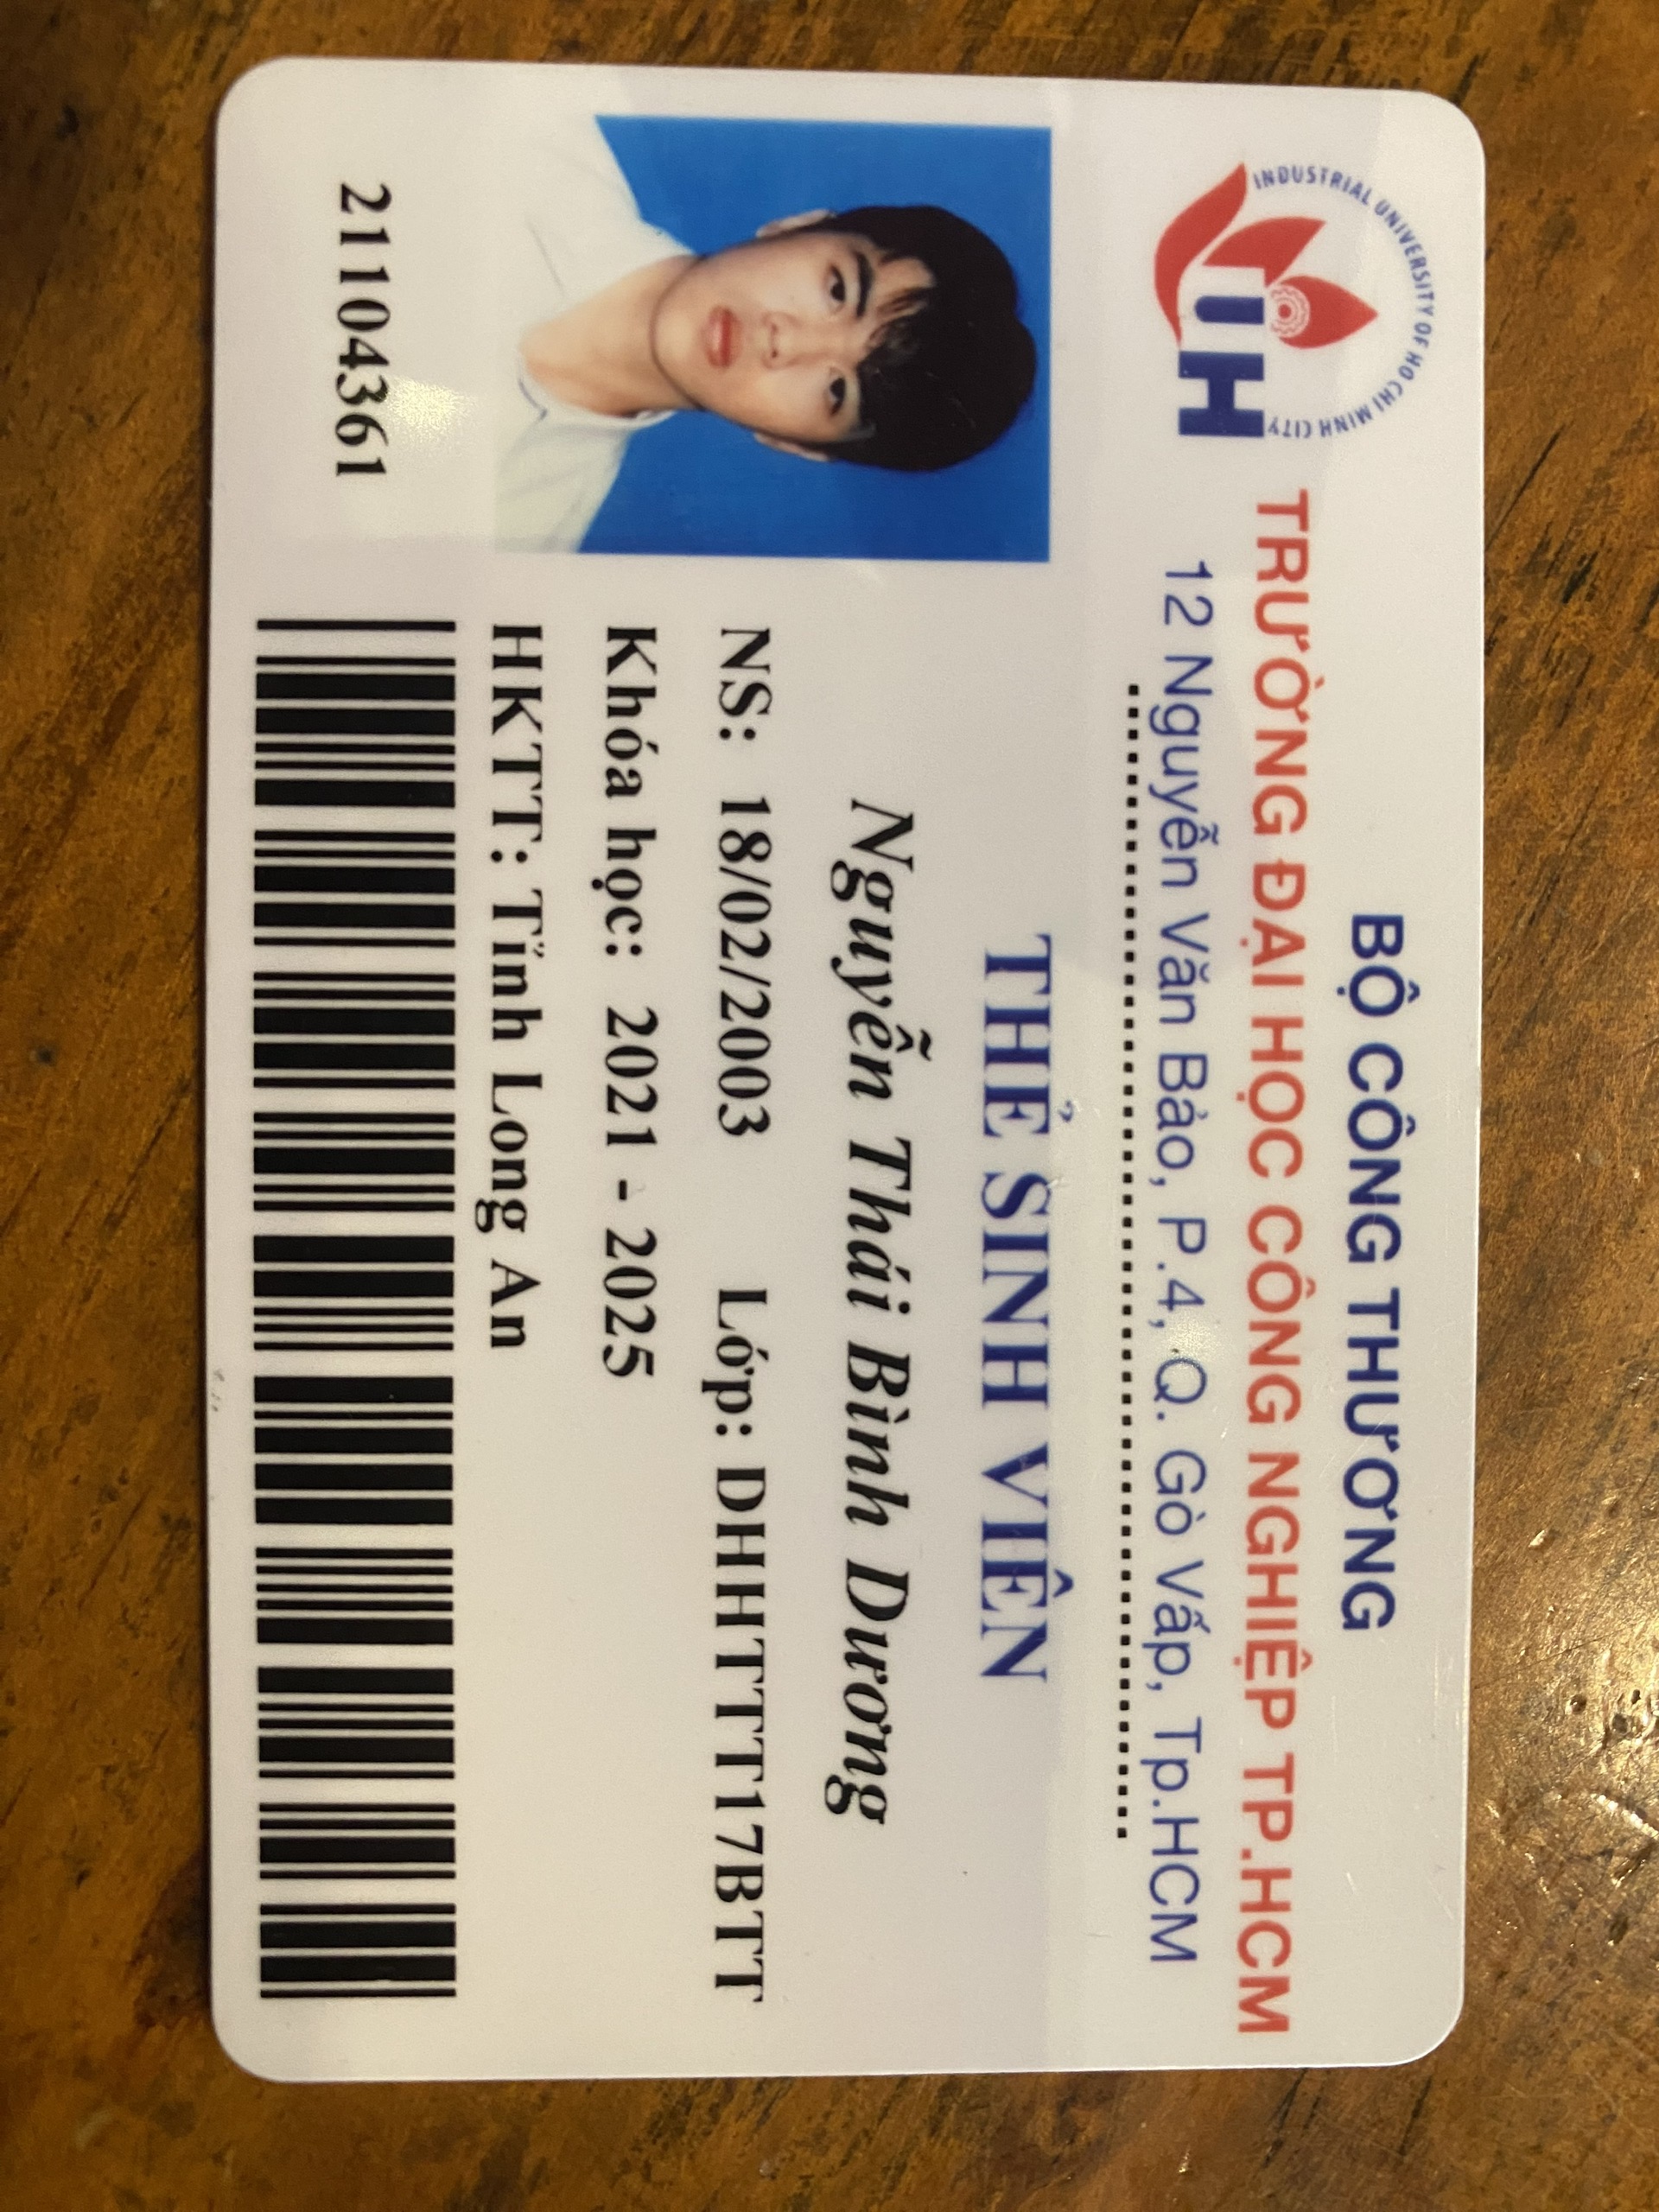 INDUSTRIAL UNIVERSITY OF HO CHI MINH CITY
IUH
BỘ CÔNG THƯƠNG
TRƯỜNG ĐẠI HỌC CÔNG NGHIỆP TP.HCM
12 Nguyễn Văn Bảo, P.4, Q. Gò Vấp, Tp.HCM
THẺ SINH VIÊN
Nguyễn Thái Bình Dương
NS: 18/02/2003 Lớp: DHHTTTT17BTT
Khóa học: 2021 - 2025
HKTT: Tỉnh Long An
21104361